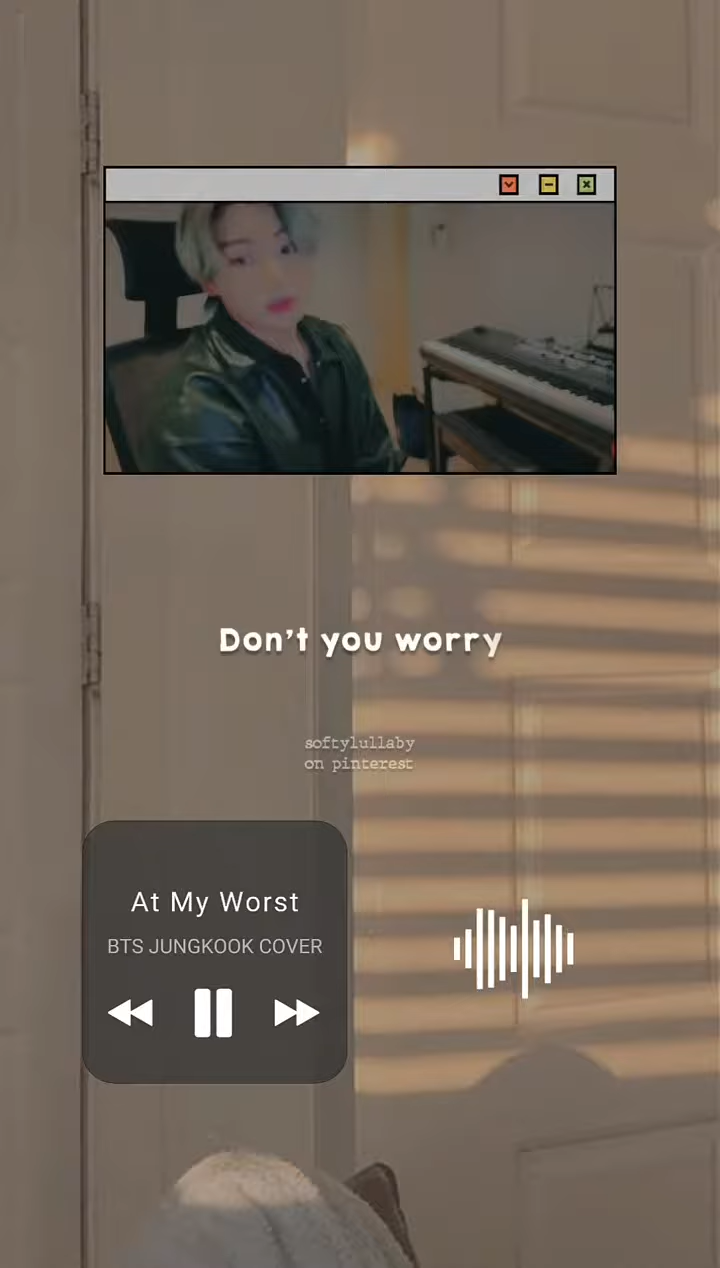 Don't you worry
softylullaby
on pinterest
At My Worst
BTS JUNGKOOK COVER